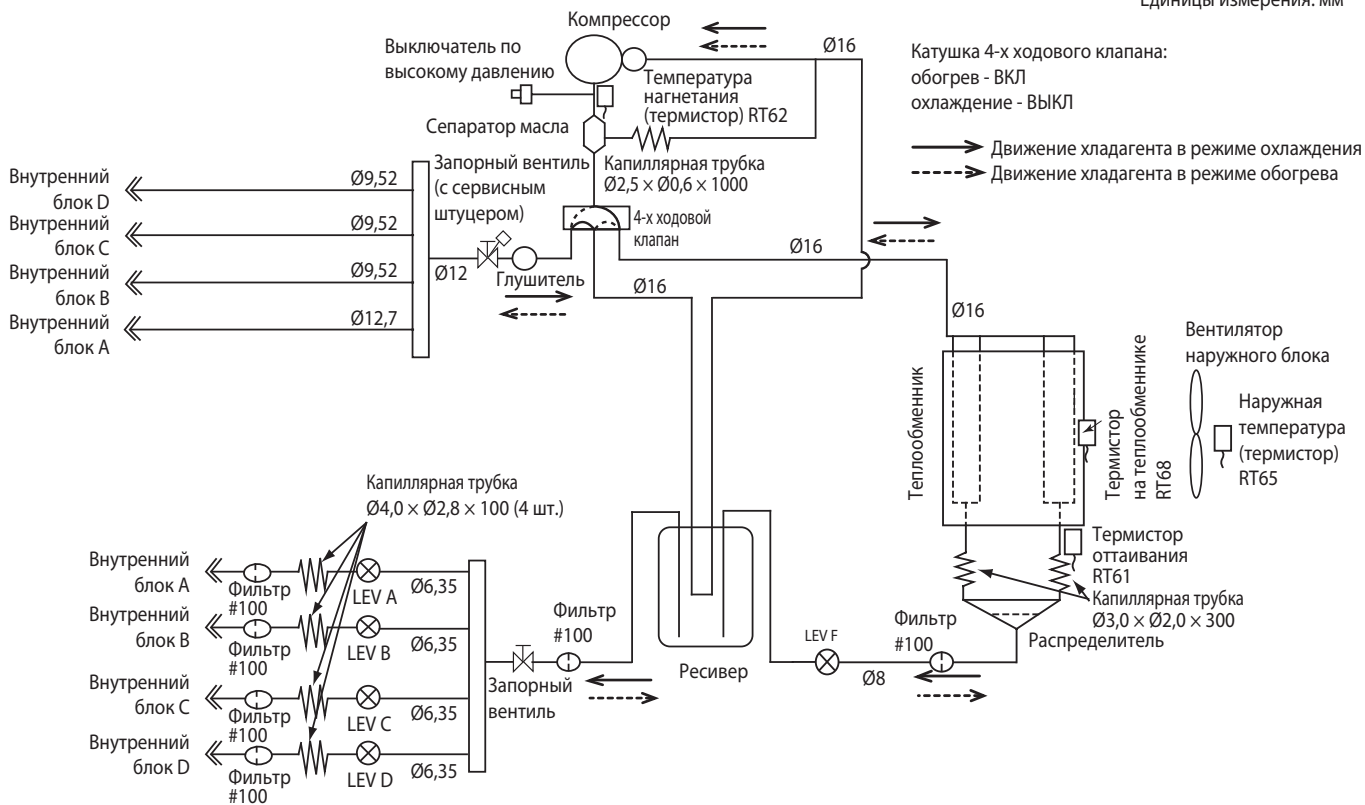 Единицы измерения: мм
Компрессор
Выключатель по
высокому давлению
Ø16
Катушка 4-х ходового клапана:
обогрев - ВКЛ
охлаждение - ВЫКЛ
Температура
нагнетания
(термистор) RT62
Сепаратор масла
Капиллярная трубка
Ø2,5 × Ø0,6 × 1000
Движение хладагента в режиме охлаждения
Движение хладагента в режиме обогрева
Запорный вентиль
(с сервисным
штуцером)
Внутренний
блок D
Ø9,52
Внутренний
блок C
Ø9,52
Внутренний
блок B
Ø9,52
Внутренний
блок A
Ø12,7
4-х ходовой
клапан
Ø12
Глушитель
Ø16
Ø16
Ø16
Вентилятор
наружного блока
Теплообменник
Термистор
на теплообменнике
RT68
Наружная
температура
(термистор)
RT65
Капиллярная трубка
Ø4,0 × Ø2,8 × 100 (4 шт.)
Термистор
оттаивания
RT61
Капиллярная трубка
Ø3,0 × Ø2,0 × 300
Распределитель
Внутренний
блок A
Фильтр
#100
LEV A
Ø6,35
Внутренний
блок B
Фильтр
#100
LEV B
Ø6,35
Внутренний
блок C
Фильтр
#100
LEV C
Ø6,35
Внутренний
блок D
Фильтр
#100
LEV D
Ø6,35
Запорный
вентиль
Фильтр
#100
Ресивер
LEV F
Ø8
Фильтр
#100